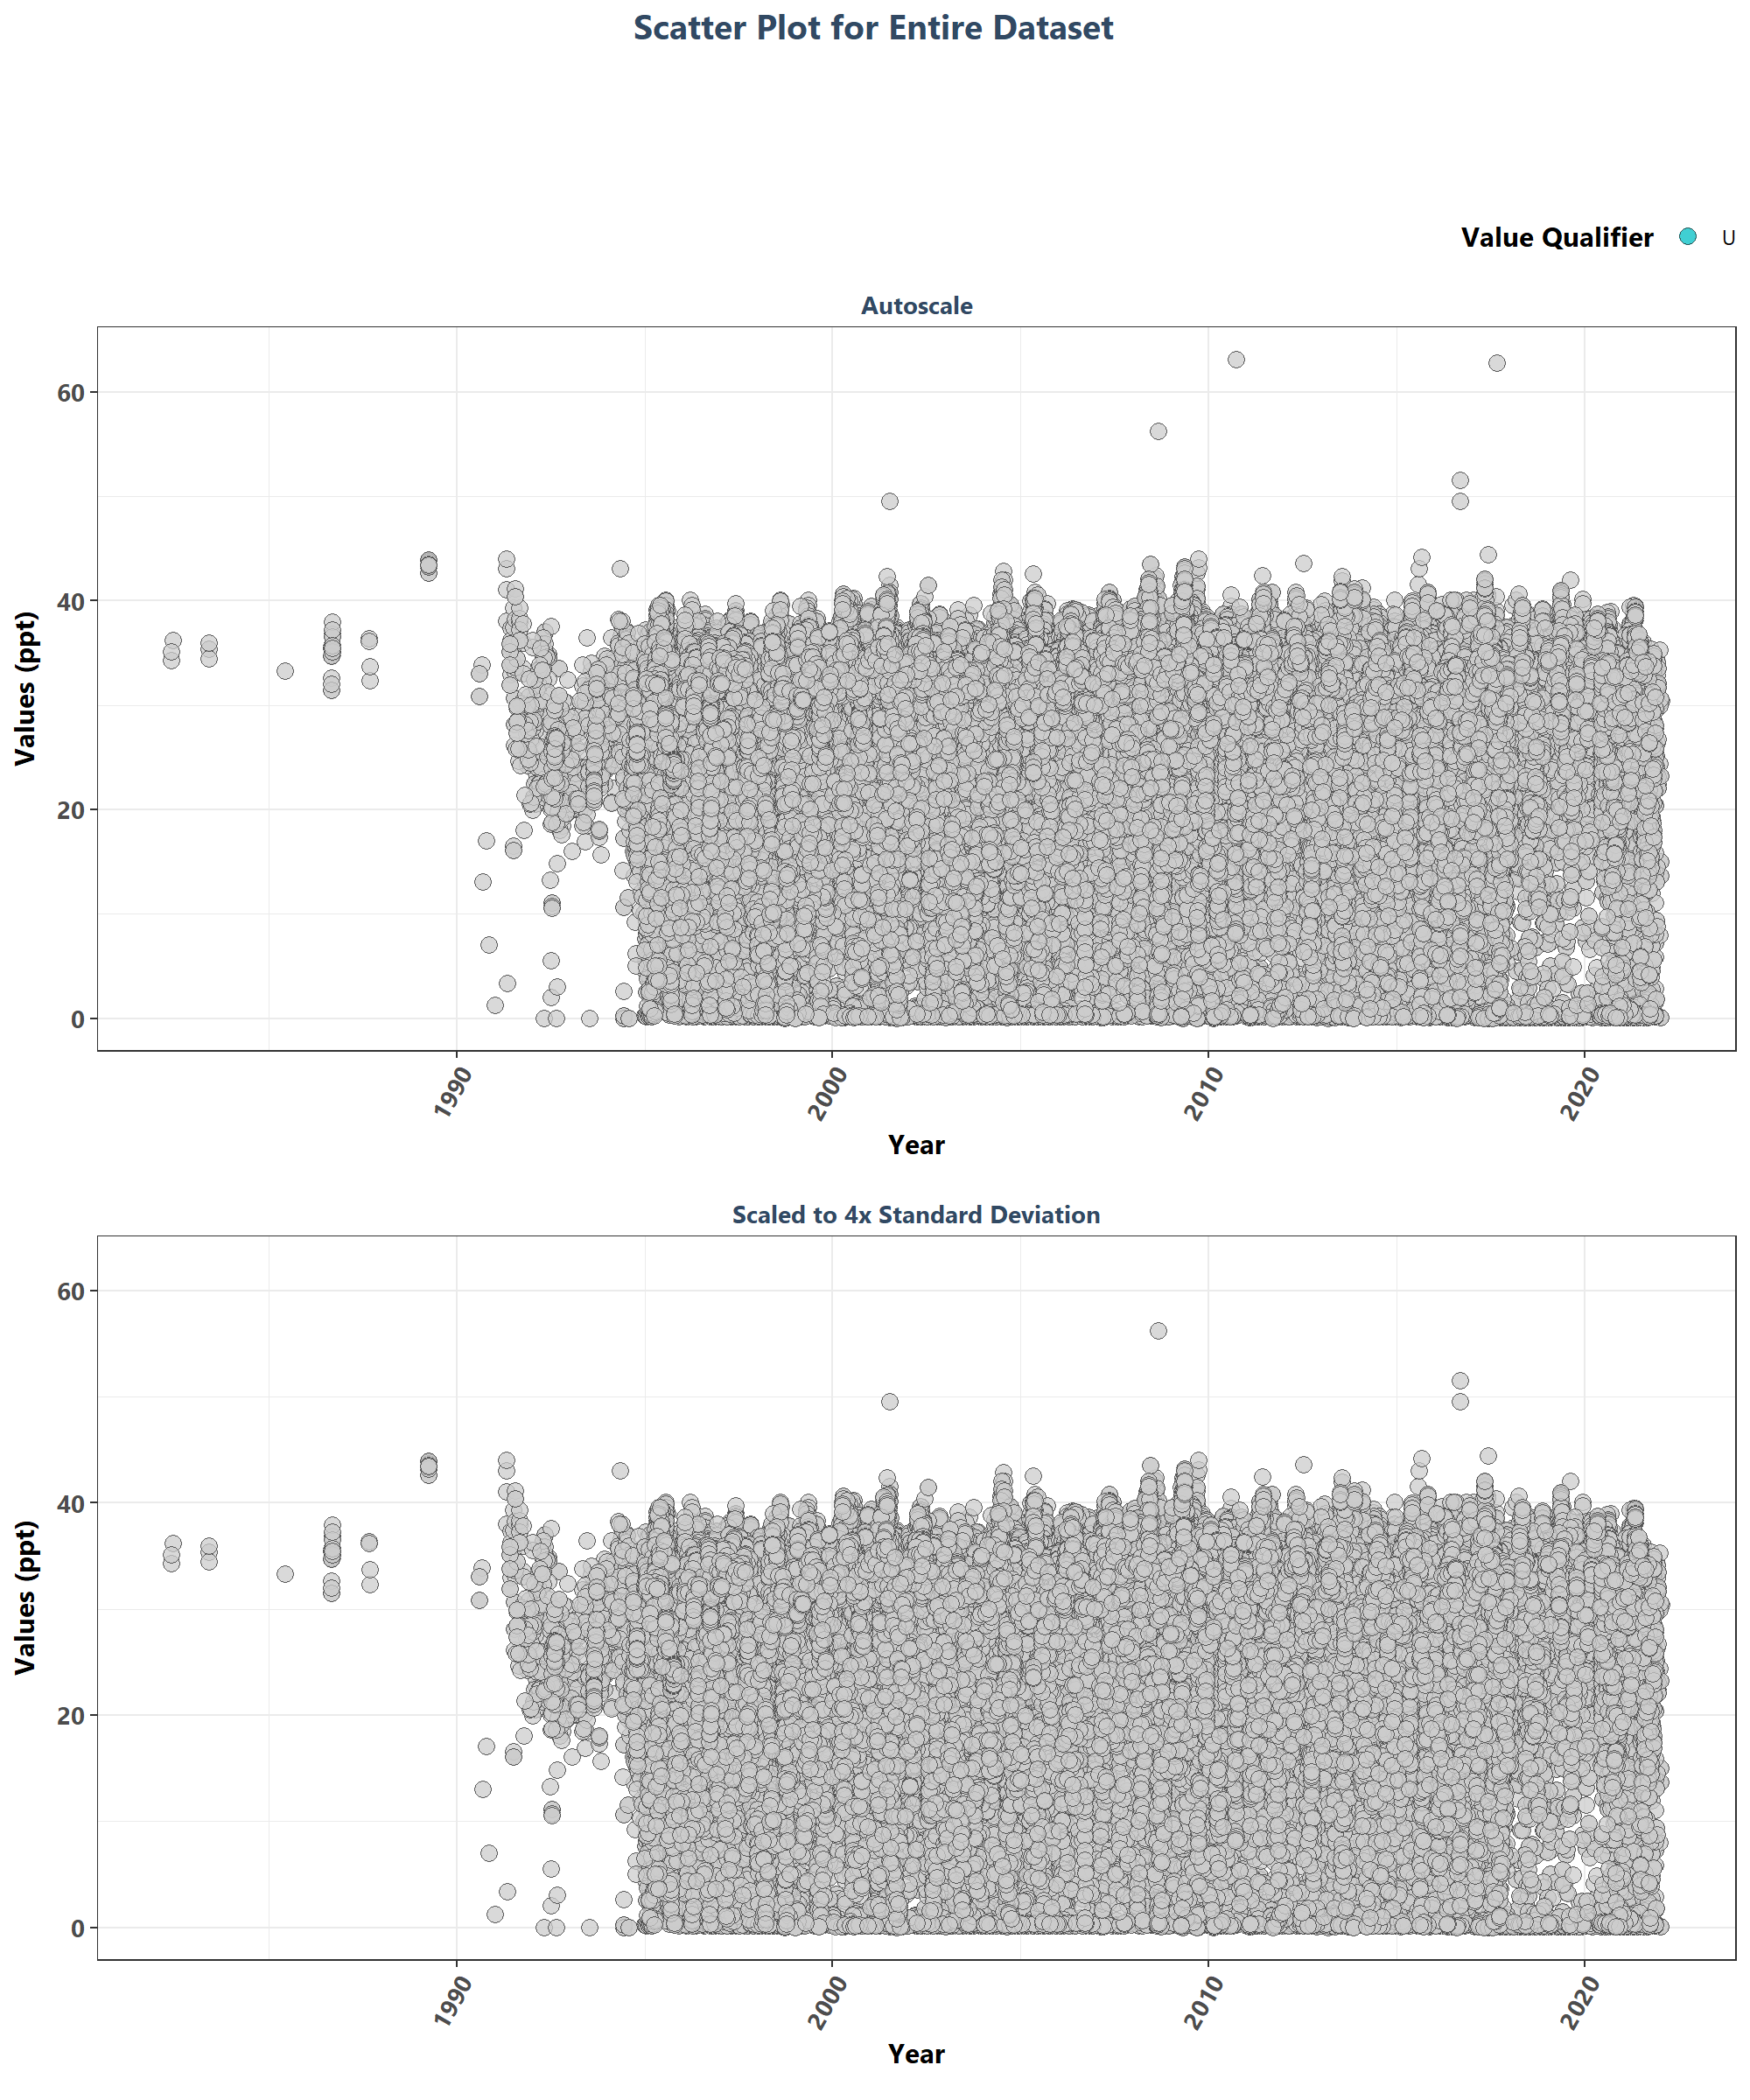 Scatter Plot for Entire Dataset
Value Qualifier U
Autoscale
Values (ppt)
60
40
20
0
1990 2000 2010 2020
Year
Scaled to 4x Standard Deviation
Values (ppt)
60
40
20
0
1990 2000 2010 2020
Year